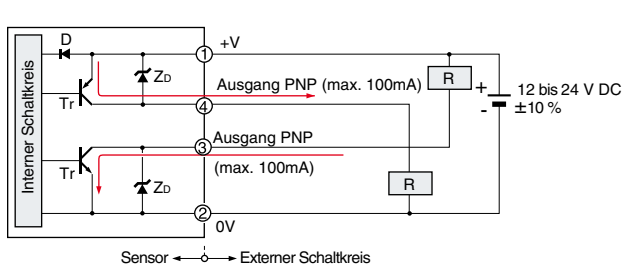 D
1
+V
ZD
Ausgang PNP (max. 100mA)
R
+
-
12 bis 24 V DC
±10 %
Tr
4
Interner Schaltkreis
3
Ausgang PNP
(max. 100mA)
Tr
ZD
R
2
0V
Sensor
Externer Schaltkreis